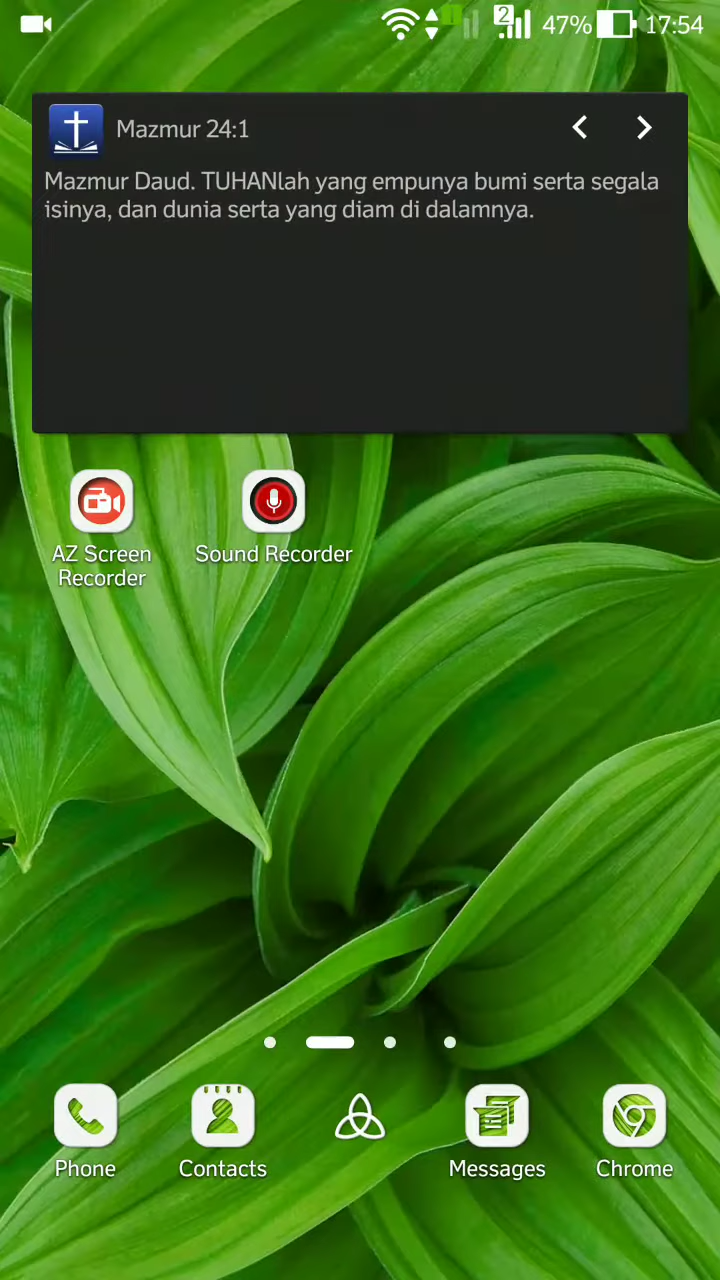 2 47% 17:54
Mazmur 24:1
Mazmur Daud. TUHANlah yang empunya bumi serta segala
isinya, dan dunia serta yang diam di dalamnya.
AZ Screen
Recorder
Sound Recorder
Phone
Contacts
Messages
Chrome